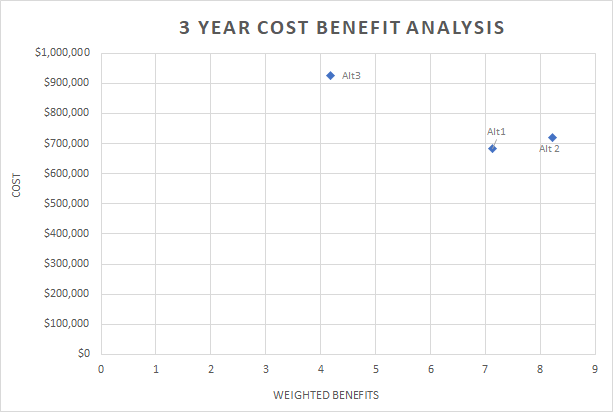 3 YEAR COST BENEFIT ANALYSIS
$1,000,000
$900,000
$800,000
$700,000
$600,000
$500,000
$400,000
$300,000
$200,000
$100,000
$0
COST
Alt3
Alt1
Alt 2
0 1 2 3 4 5 6 7 8 9
WEIGHTED BENEFITS